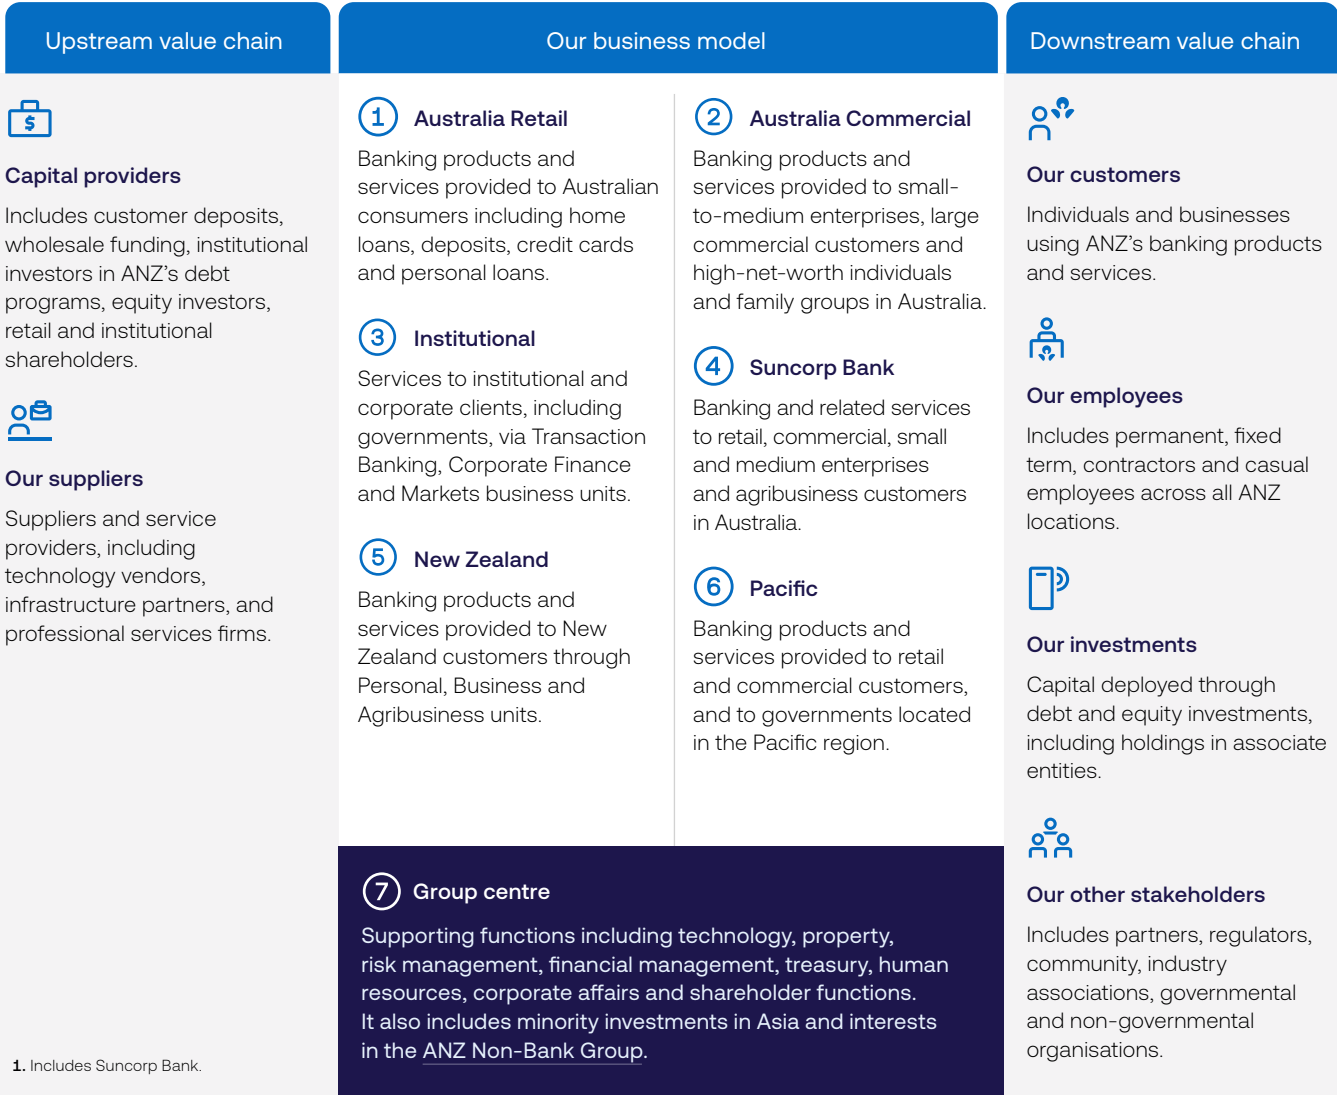 Upstream value chain
Capital providers
Includes customer deposits,
wholesale funding, institutional
investors in ANZ's debt
programs, equity investors,
retail and institutional
shareholders.
Our suppliers
Suppliers and service
providers, including
technology vendors,
infrastructure partners, and
professional services firms.
1. Includes Suncorp Bank.
Our business model
1 Australia Retail
Banking products and
services provided to Australian
consumers including home
loans, deposits, credit cards
and personal loans.
2 Australia Commercial
Banking products and
services provided to small-
to-medium enterprises, large
commercial customers and
high-net-worth individuals
and family groups in Australia.
3 Institutional
Services to institutional and
corporate clients, including
governments, via Transaction
Banking, Corporate Finance
and Markets business units.
4 Suncorp Bank
Banking and related services
to retail, commercial, small
and medium enterprises
and agribusiness customers
in Australia.
5 New Zealand
Banking products and
services provided to New
Zealand customers through
Personal, Business and
Agribusiness units.
6 Pacific
Banking products and
services provided to retail
and commercial customers,
and to governments located
in the Pacific region.
7 Group centre
Supporting functions including technology, property,
risk management, financial management, treasury, human
resources, corporate affairs and shareholder functions.
It also includes minority investments in Asia and interests
in the ANZ Non-Bank Group.
Downstream value chain
Our customers
Individuals and businesses
using ANZ's banking products
and services.
Our employees
Includes permanent, fixed
term, contractors and casual
employees across all ANZ
locations.
Our investments
Capital deployed through
debt and equity investments,
including holdings in associate
entities.
Our other stakeholders
Includes partners, regulators,
community, industry
associations, governmental
and non-governmental
organisations.